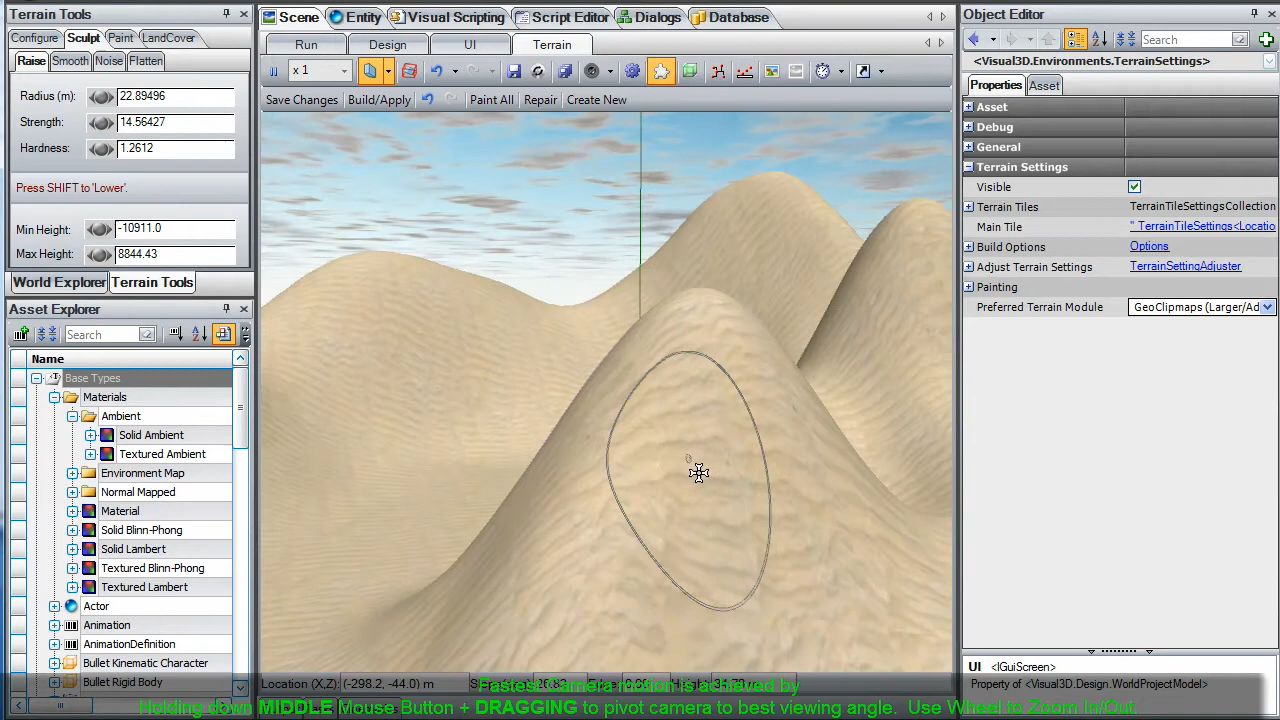 Terrain Tools
Configure Sculpt Paint LandCover
Raise Smooth Noise Flatten
Radius (m): 22.89496
Strength: 14.56427
Hardness: 1.2612
Press SHIFT to 'Lower'.
Min Height: -10911.0
Max Height: 8844.43
World Explorer Terrain Tools
Asset Explorer
Search
Name
Base Types
Materials
Ambient
Solid Ambient
Textured Ambient
Environment Map
Normal Mapped
Material
Solid Blinn-Phong
Solid Lambert
Textured Blinn-Phong
Textured Lambert
Actor
Animation
AnimationDefinition
Bullet Kinematic Character
Bullet Rigid Body
Scene Entity Visual Scripting Script Editor Dialogs Database
Run Design UI Terrain
x 1
Save Changes Build/Apply Paint All Repair Create New
Location (X,Z): (-298.2, -44.0) m
Fastest Camera motion is achieved by
Holding down MIDDLE Mouse Button + DRAGGING to pivot camera to best viewing angle. Use Wheel to Zoom In/Out.
Object Editor
Search
<Visual3D.Environments.TerrainSettings>
Properties Asset
Asset
Debug
General
Terrain Settings
Visible
Terrain Tiles TerrainTileSettingsCollection
Main Tile " TerrainTileSettings<Locatio
Build Options Options
Adjust Terrain Settings TerrainSettingAdjuster
Painting
Preferred Terrain Module GeoClipmaps (Larger/Ad
UI <IGuiScreen>
Property of <Visual3D.Design.WorldProjectModel>